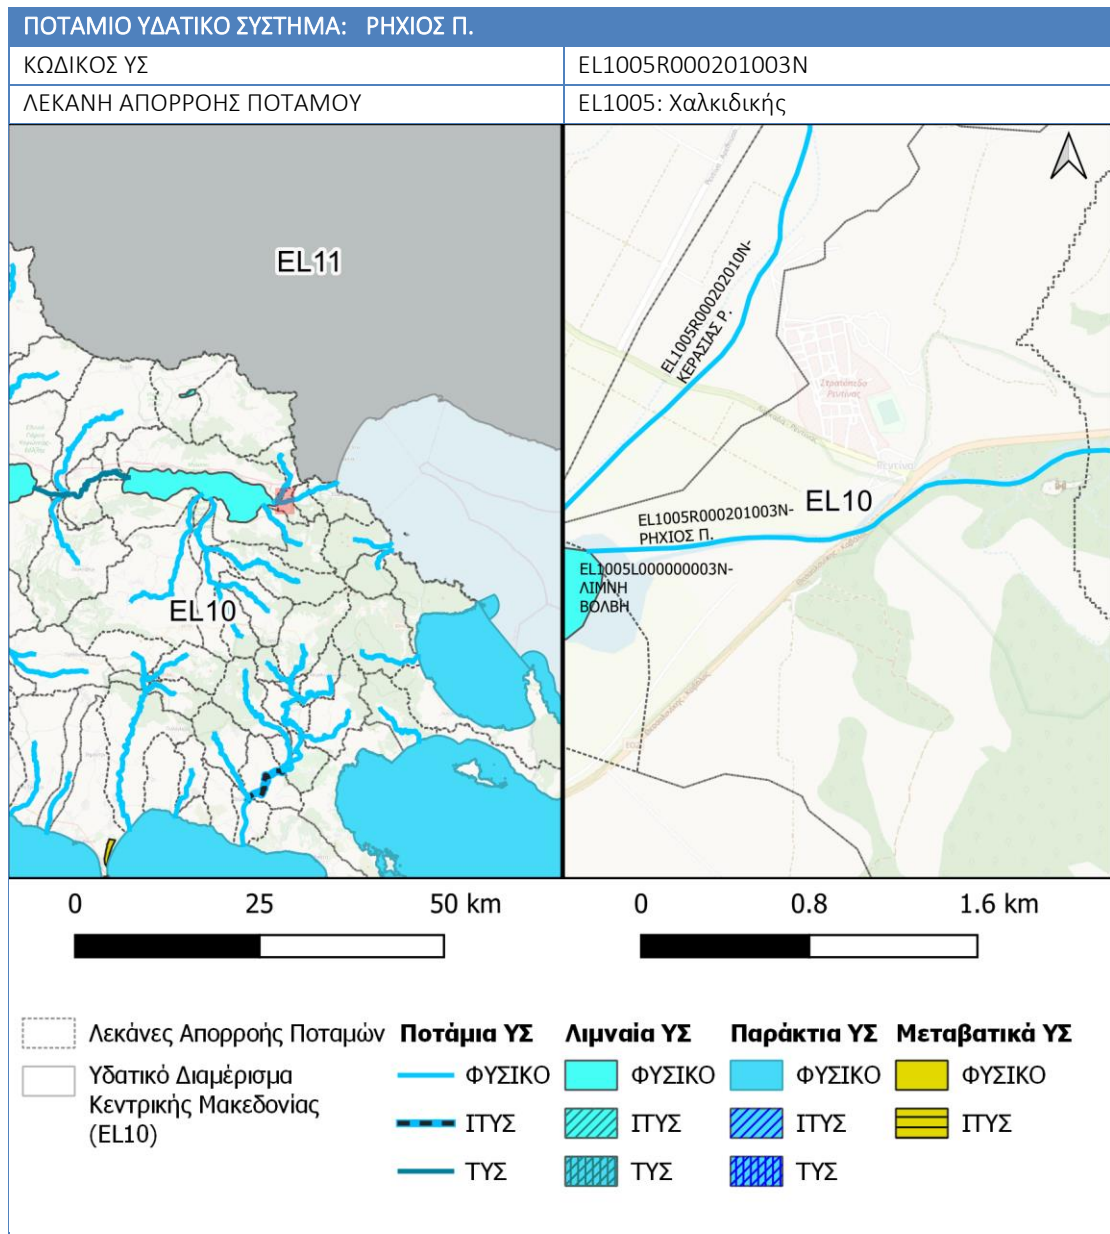 ΠΟΤΑΜΙΟ ΥΔΑΤΙΚΟ ΣΥΣΤΗΜΑ: ΡΗΧΙΟΣ Π.
ΚΩΔΙΚΟΣ ΥΣ EL1005R000201003N
ΛΕΚΑΝΗ ΑΠΟΡΡΟΗΣ ΠΟΤΑΜΟΥ EL1005: Χαλκιδικής
EL11
EL10
EL1005R000202010N-
ΚΕΡΑΣΙΑΣ Ρ.
Στρατόπεδο
Ρεντίνας
Ρεντίνα
EL10
EL1005R000201003N-
ΡΗΧΙΟΣ Π.
EL1005L000000003N-
ΛΙΜΝΗ
ΒΟΛΒΗ
0 25 50 km
0 0.8 1.6 km
Λεκάνες Απορροής Ποταμών
Υδατικό Διαμέρισμα
Κεντρικής Μακεδονίας
(EL10)
Ποτάμια ΥΣ
ΦΥΣΙΚΟ
ΙΤΥΣ
ΤΥΣ
Λιμναία ΥΣ
ΦΥΣΙΚΟ
ΙΤΥΣ
ΤΥΣ
Παράκτια ΥΣ
ΦΥΣΙΚΟ
ΙΤΥΣ
ΤΥΣ
Μεταβατικά ΥΣ
ΦΥΣΙΚΟ
ΙΤΥΣ